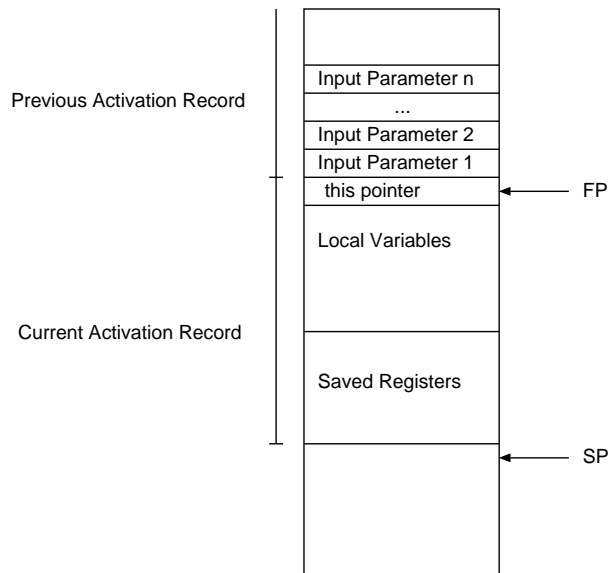 Input Parameter n
Previous Activation Record
...
Input Parameter 2
Input Parameter 1
this pointer
FP
Local Variables
Current Activation Record
Saved Registers
SP